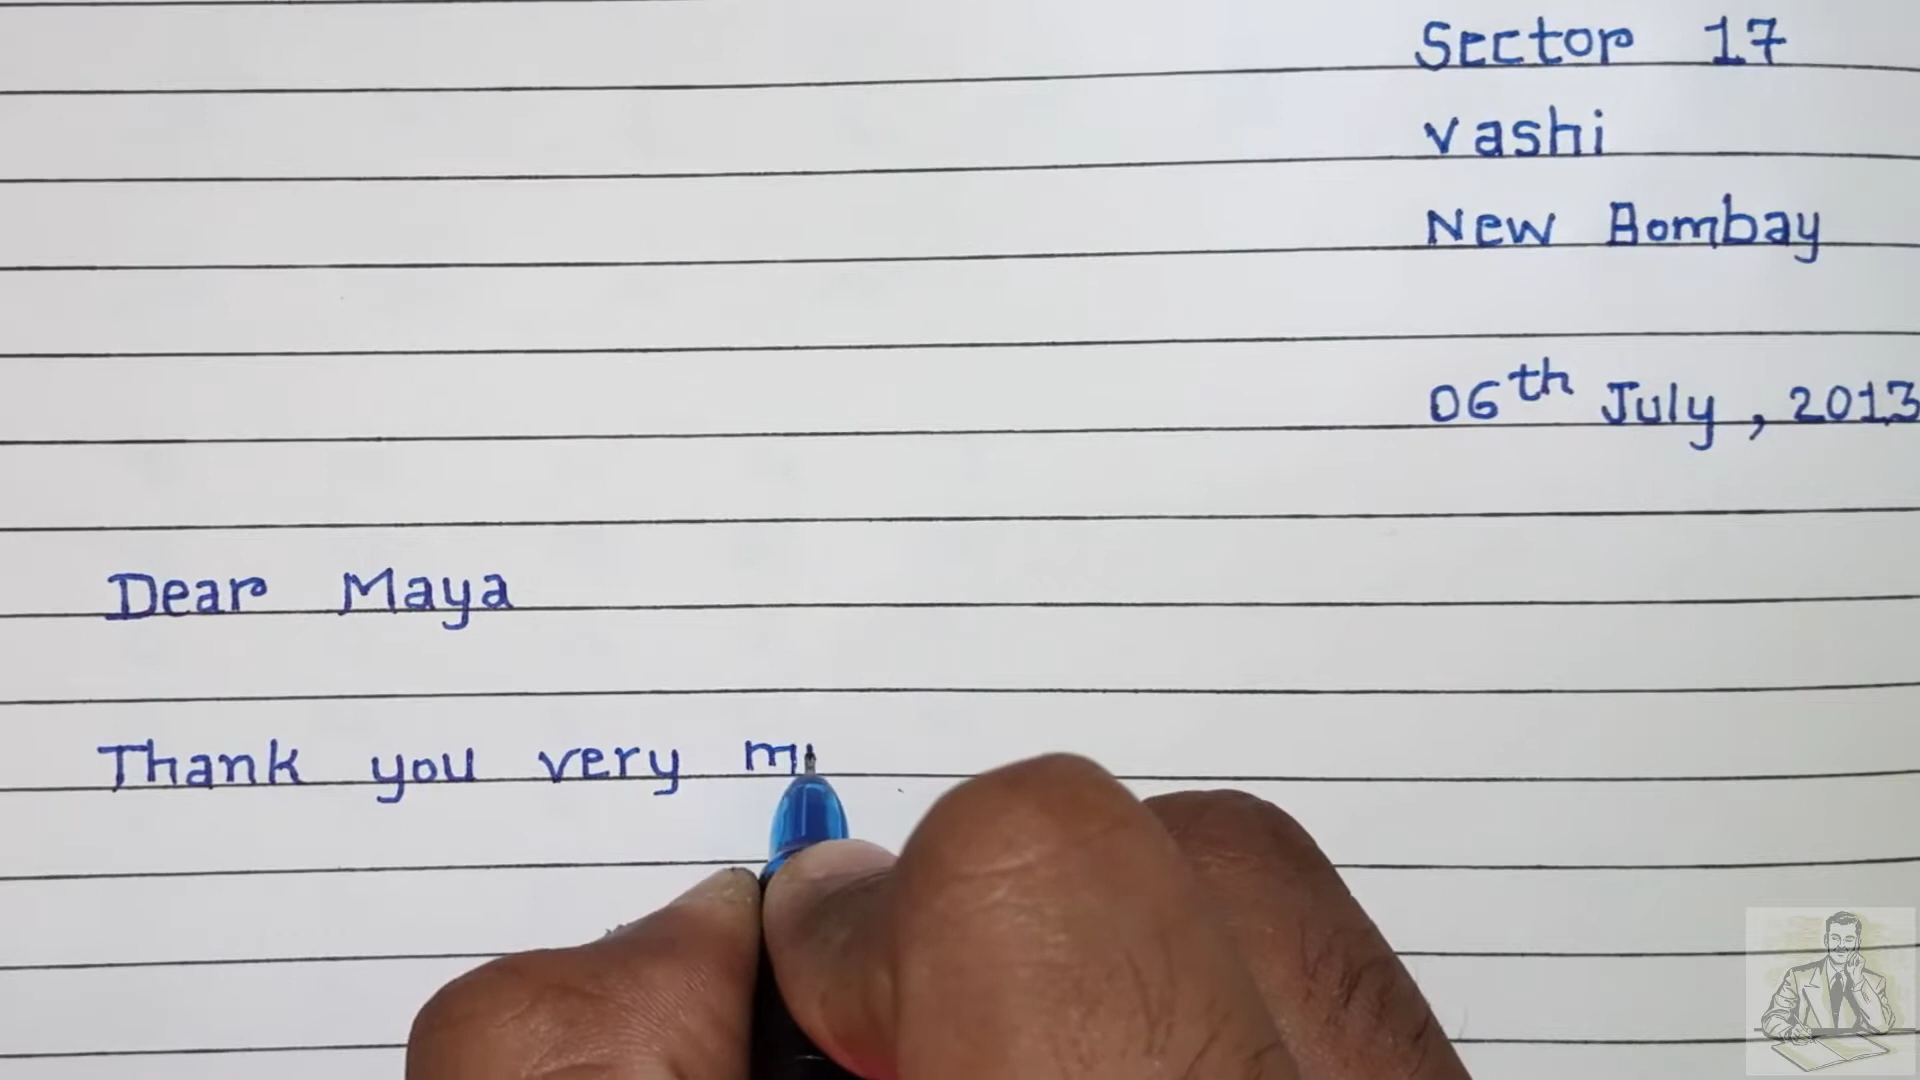 Sector 17
Vashi
New Bombay
06th July, 2013
Dear Maya
Thank you very m